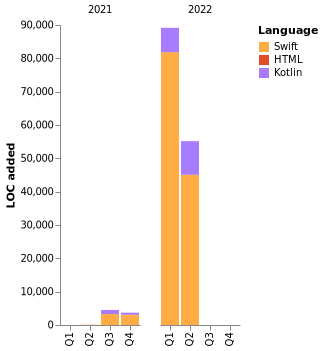 2021
2022
Language
Swift
HTML
Kotlin
LOC added
90,000
80,000
70,000
60,000
50,000
40,000
30,000
20,000
10,000
0
Q1
Q2
Q3
Q4
Q1
Q2
Q3
Q4